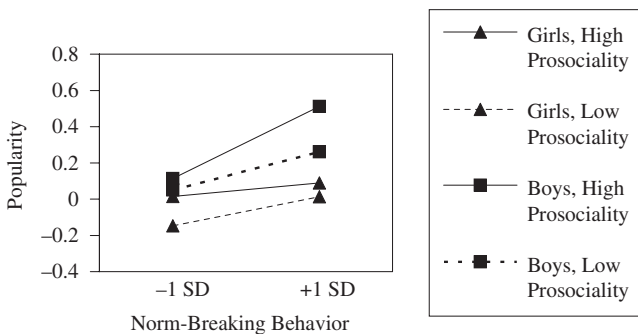 0.8
0.6
0.4
0.2
0
–0.2
–0.4
Popularity
–1 SD
+1 SD
Norm-Breaking Behavior
Girls, High
Prosociality
Girls, Low
Prosociality
Boys, High
Prosociality
Boys, Low
Prosociality